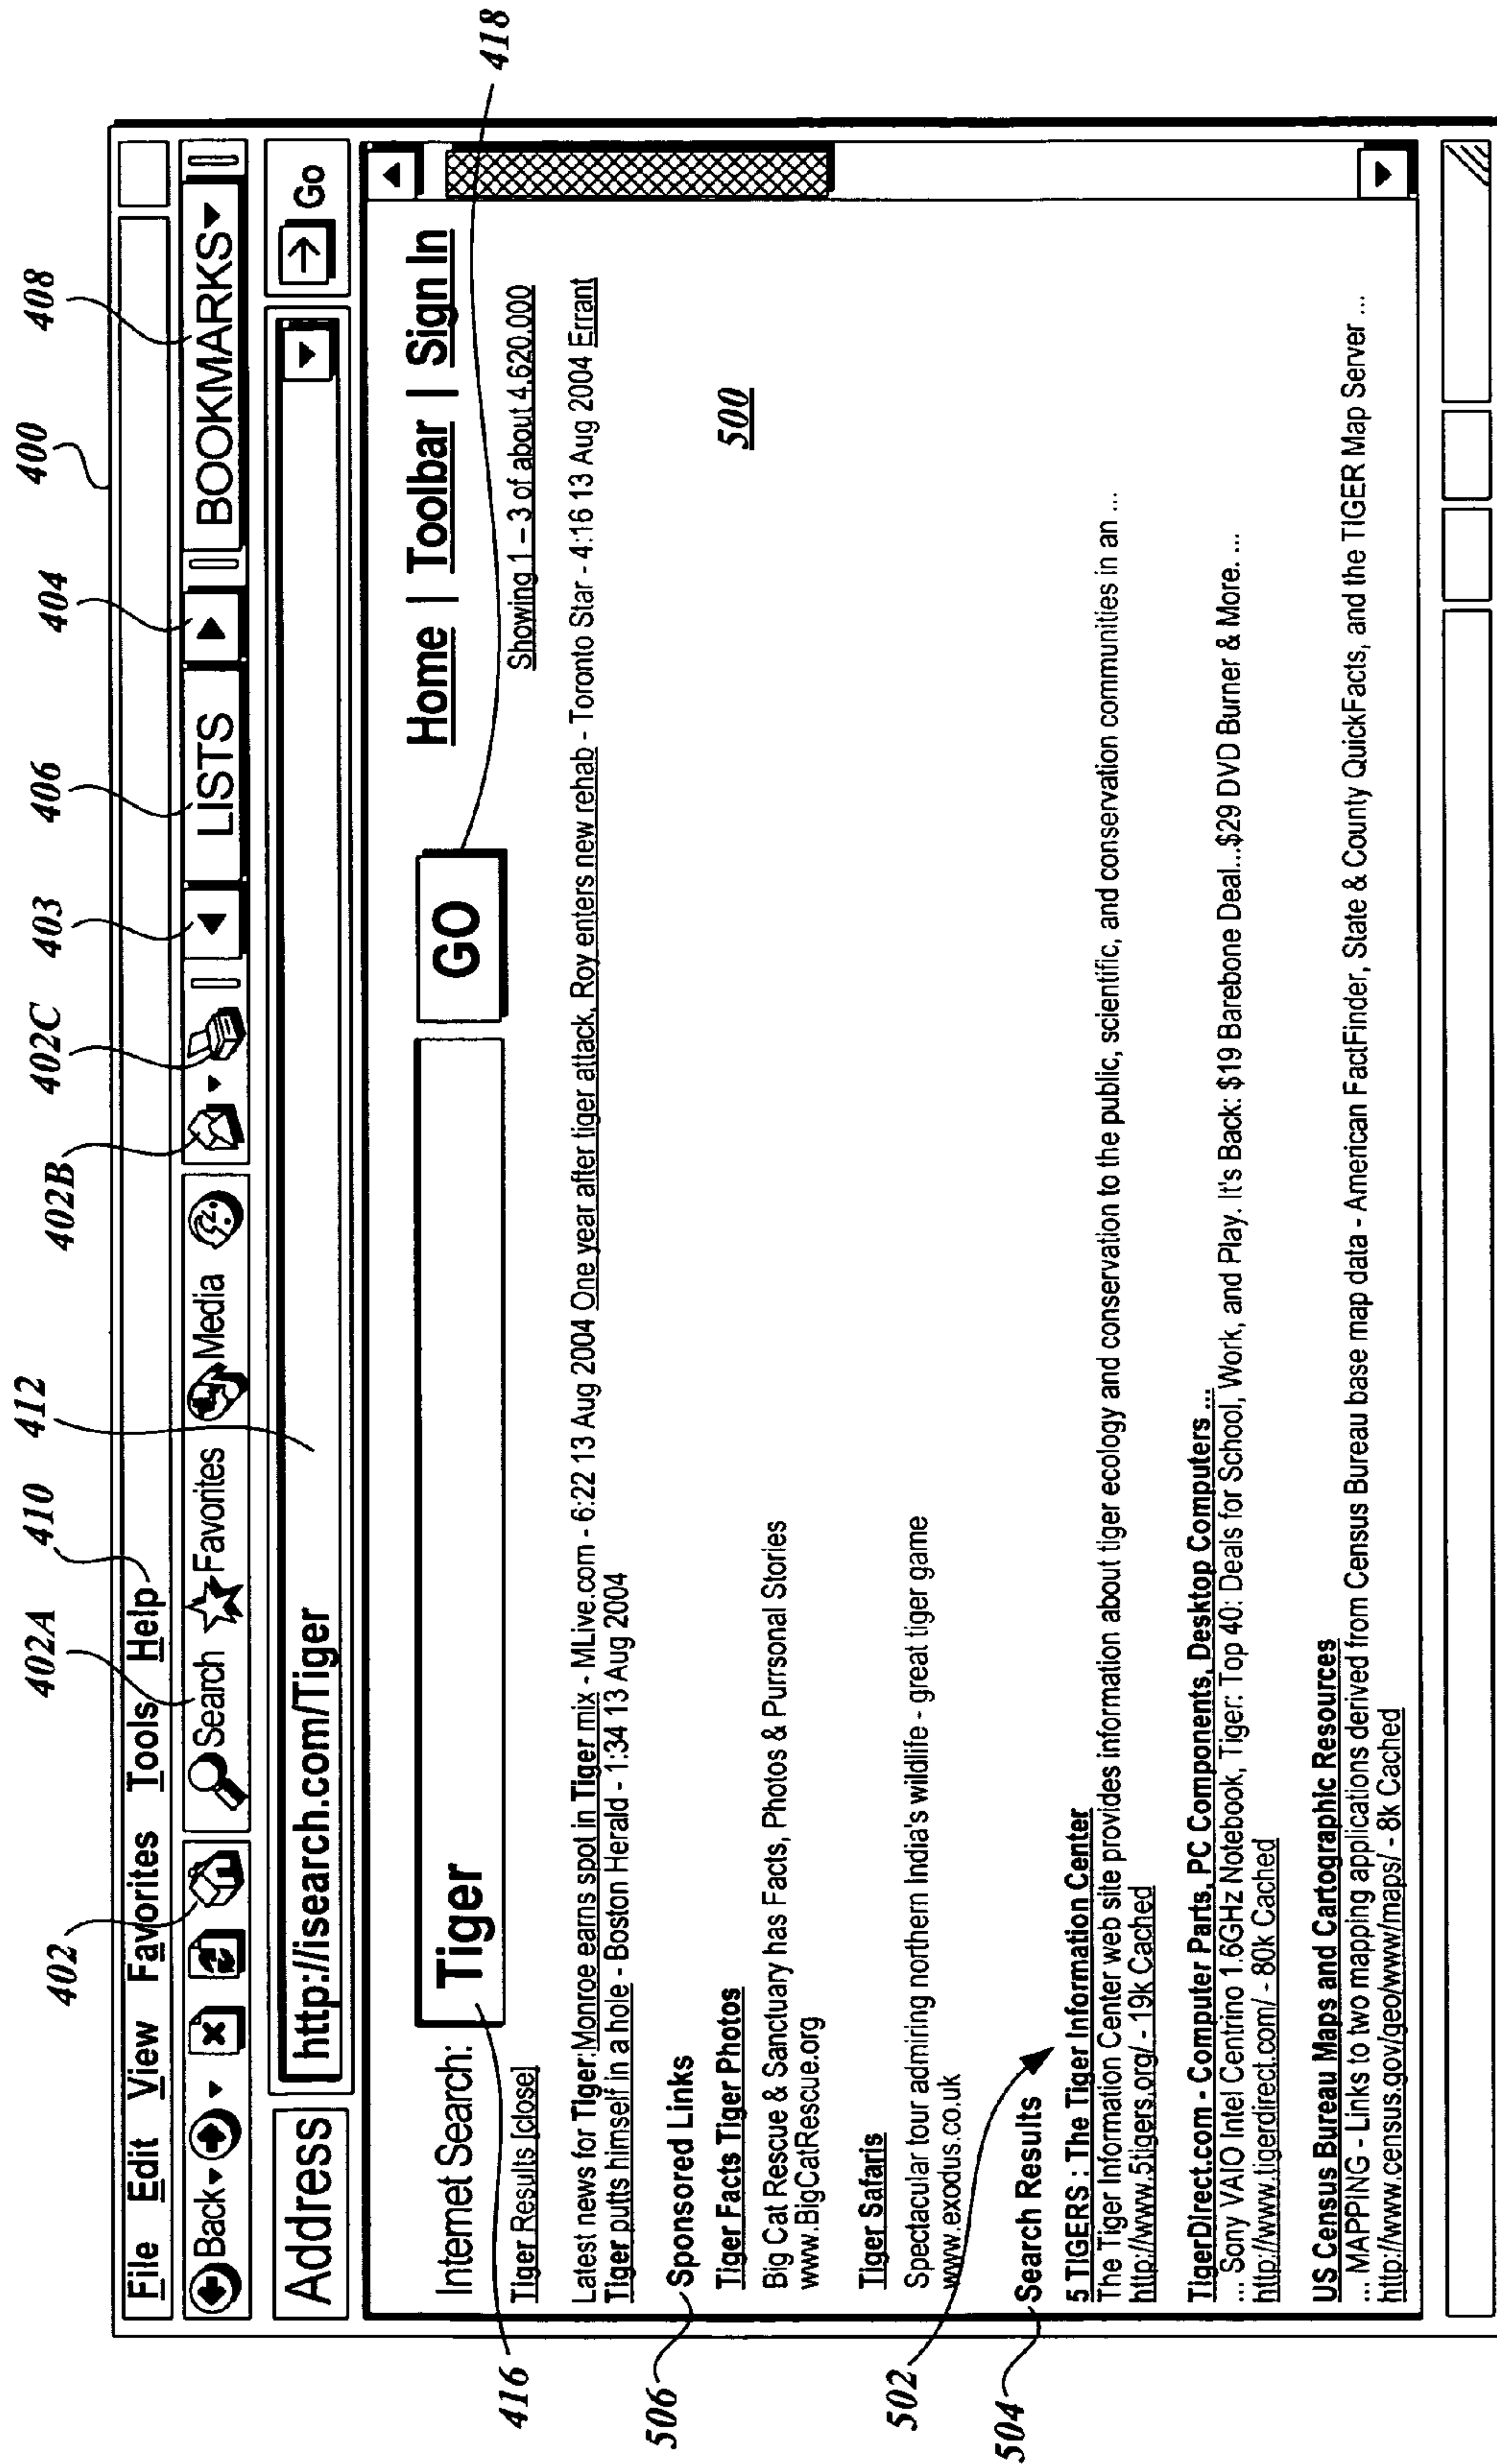 400
402 402A 410 412 402B 402C 403 406 404 408
File Edit View Favorites Tools Help
Back Search Favorites Media LISTS BOOKMARKS
Address http://isearch.com/Tiger Go
Internet Search: Tiger GO Home | Toolbar | Sign In
416
418
Tiger Results [close] Showing 1 – 3 of about 4,620,000
Latest news for Tiger:Monroe earns spot in Tiger mix - MLive.com - 6:22 13 Aug 2004 One year after tiger attack, Roy enters new rehab - Toronto Star - 4:16 13 Aug 2004 Errant
Tiger putts himself in a hole - Boston Herald - 1:34 13 Aug 2004
506
Sponsored Links
500
Tiger Facts Tiger Photos
Big Cat Rescue & Sanctuary has Facts, Photos & Purrsonal Stories
www.BigCatRescue.org
Tiger Safaris
Spectacular tour admiring northern India's wildlife - great tiger game
www.exodus.co.uk
502
504
Search Results
5 TIGERS : The Tiger Information Center
The Tiger Information Center web site provides information about tiger ecology and conservation to the public, scientific, and conservation communities in an ...
http://www.5tigers.org/ - 19k Cached
TigerDirect.com - Computer Parts, PC Components, Desktop Computers ...
... Sony VAIO Intel Centrino 1.6GHz Notebook, Tiger: Top 40: Deals for School, Work, and Play. It's Back: $19 Barebone Deal...$29 DVD Burner & More. ...
http://www.tigerdirect.com/ - 80k Cached
US Census Bureau Maps and Cartographic Resources
... MAPPING - Links to two mapping applications derived from Census Bureau base map data - American FactFinder, State & County QuickFacts, and the TIGER Map Server ...
http://www.census.gov/geo/www/maps/ - 8k Cached